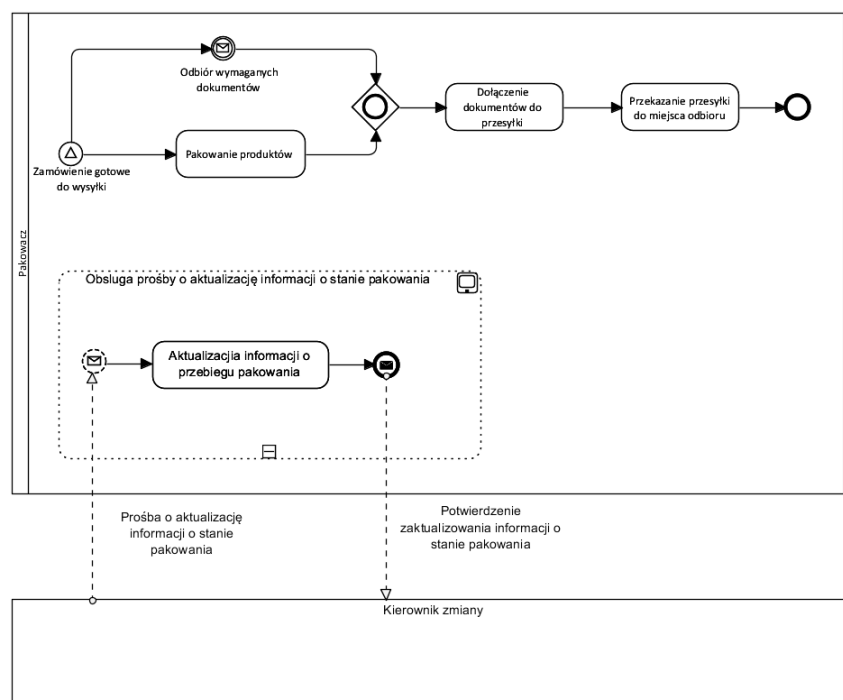 Odbiór wymaganych
dokumentów
Dołączenie
dokumentów do
przesyłki
Przekazanie przesyłki
do miejsca odbioru
Pakowanie produktów
Zamówienie gotowe
do wysyłki
Pakowacz
Obsluga prośby o aktualizację informacji o stanie pakowania
Aktualizacjia informacji o
przebiegu pakowania
Prośba o aktualizację
informacji o stanie
pakowania
Potwierdzenie
zaktualizowania informacji o
stanie pakowania
Kierownik zmiany